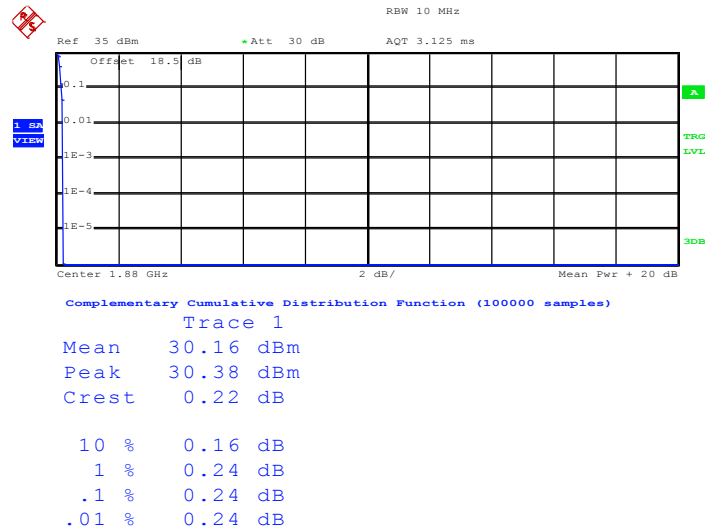 RBW 10 MHz
R S
Ref 35 dBm * Att 30 dB AQT 3.125 ms
Offset 18.5 dB
0.1
A
0.01
1 SA
VIEW
TRG
LVL
1E-3
1E-4
1E-5
3DB
Center 1.88 GHz 2 dB/ Mean Pwr + 20 dB
Complementary Cumulative Distribution Function (100000 samples)
Trace 1
Mean 30.16 dBm
Peak 30.38 dBm
Crest 0.22 dB
10 % 0.16 dB
1 % 0.24 dB
.1 % 0.24 dB
.01 % 0.24 dB